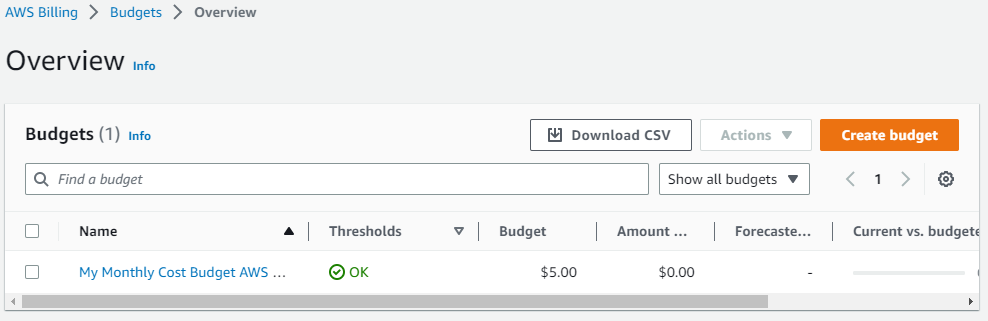 AWS Billing > Budgets > Overview
Overview Info
Budgets (1) Info Download CSV Actions Create budget
Find a budget Show all budgets 1
Name Thresholds Budget Amount ... Forecaste... Current vs. budgete
My Monthly Cost Budget AWS ... OK $5.00 $0.00 -